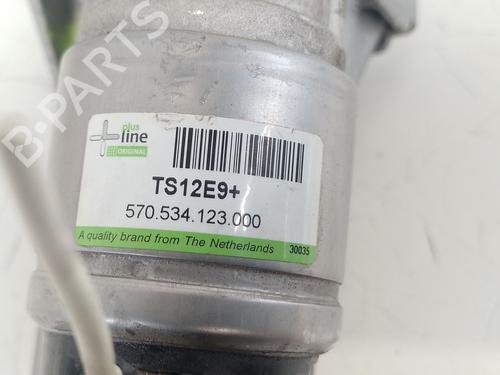 B-PARTS
plus
line
ORIGINAL
TS12E9+
570.534.123.000
A quality brand from The Netherlands 30035